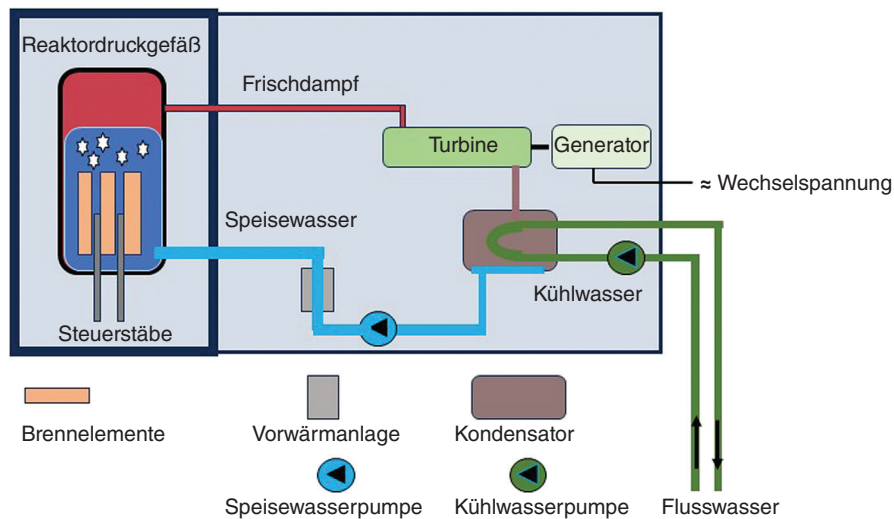 Reaktordruckgefäß
Frischdampf
Turbine
Generator
≈ Wechselspannung
Speisewasser
Kühlwasser
Steuerstäbe
Brennelemente
Vorwärmanlage
Kondensator
Speisewasserpumpe
Kühlwasserpumpe
Flusswasser